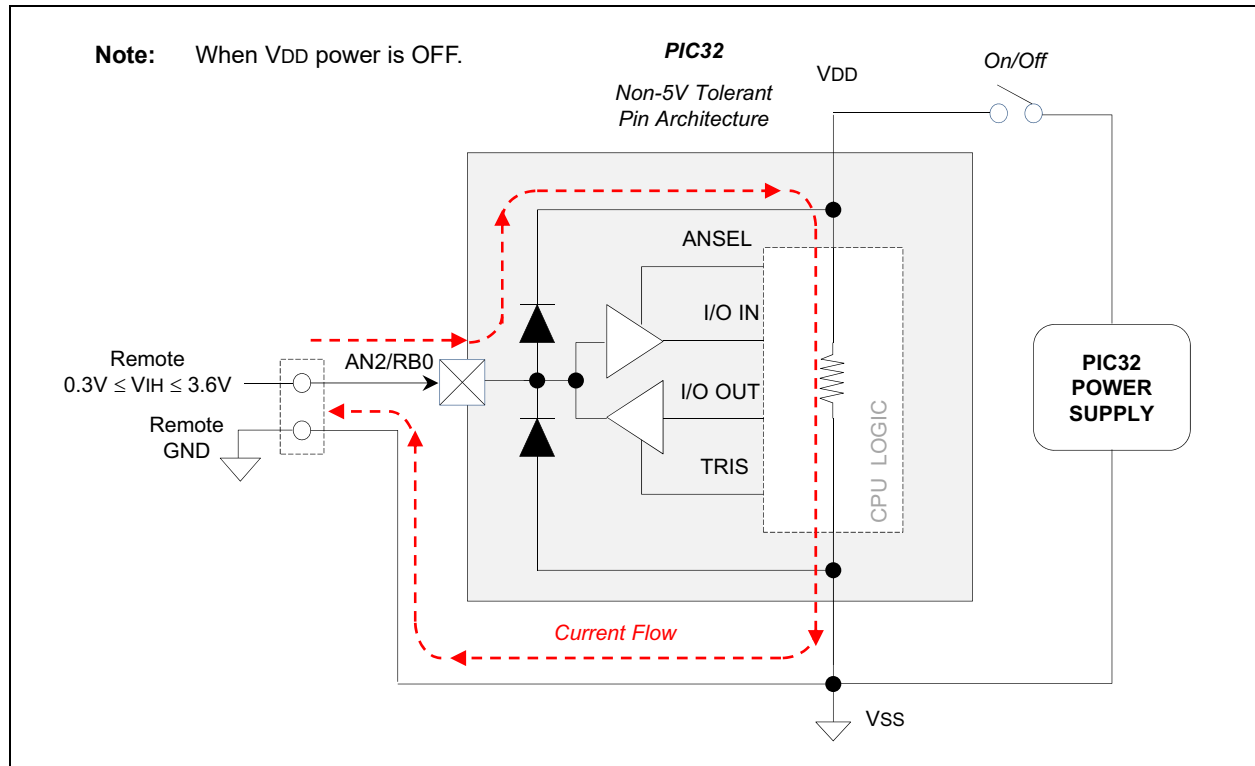 Note: When VDD power is OFF.
PIC32
Non-5V Tolerant
Pin Architecture
VDD
On/Off
ANSEL
I/O IN
AN2/RB0
Remote
0.3V ≤ VIH ≤ 3.6V
Remote
GND
I/O OUT
TRIS
CPU LOGIC
PIC32
POWER
SUPPLY
Current Flow
VSS